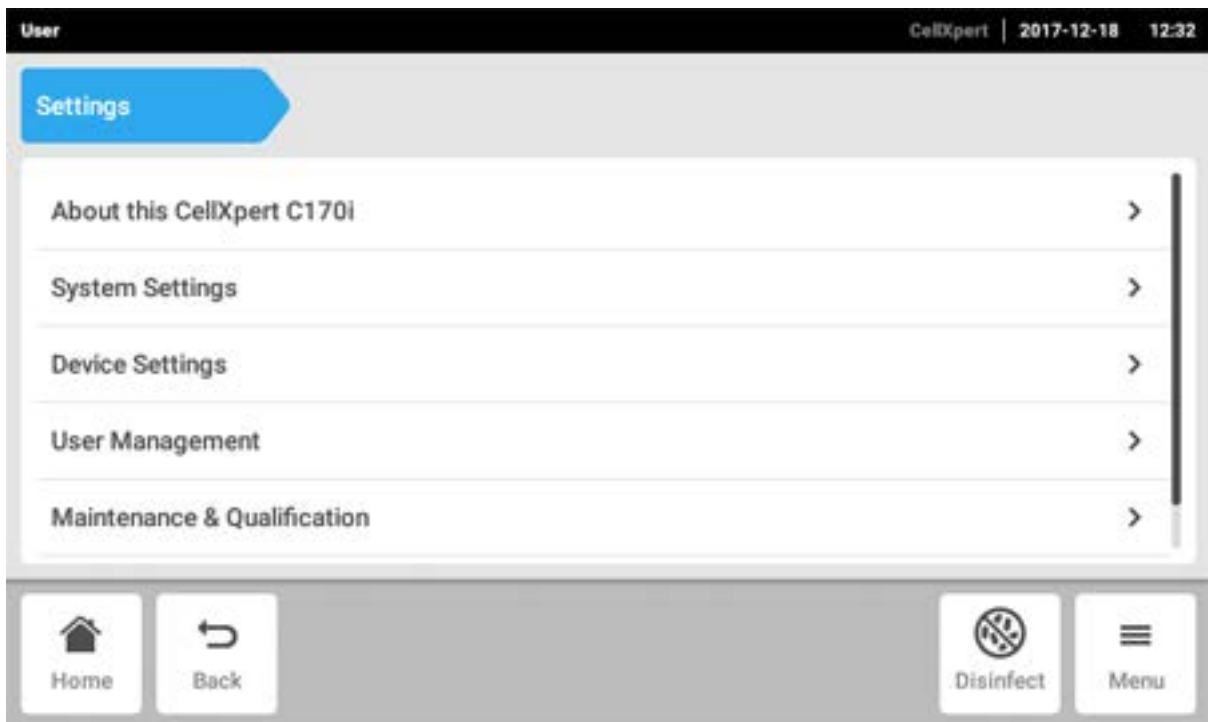 User CellXpert | 2017-12-18 12:32
Settings
About this CellXpert C170i
System Settings
Device Settings
User Management
Maintenance & Qualification
Home Back Disinfect Menu